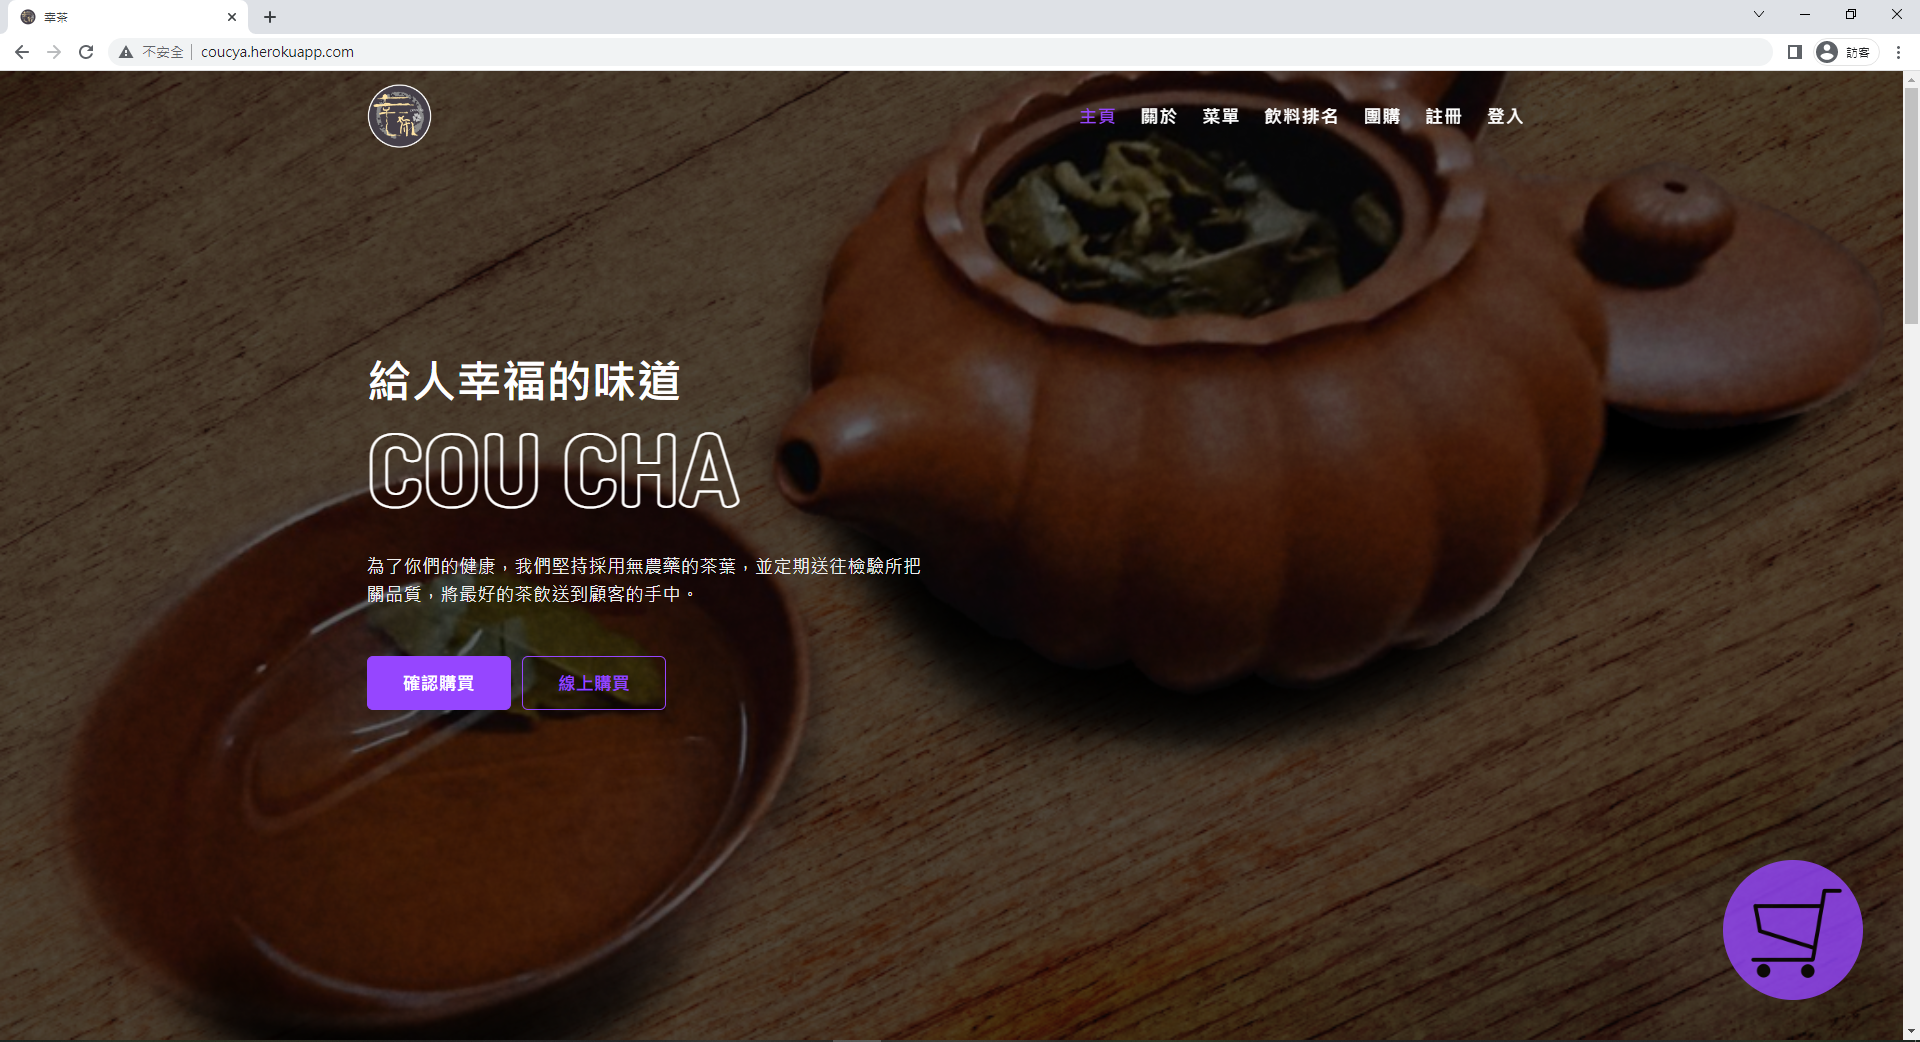 幸茶
不安全
coucya.herokuapp.com
訪客
幸茶
主頁 關於 菜單 飲料排名 團購 註冊 登入
給人幸福的味道
COU CHA
為了你們的健康，我們堅持採用無農藥的茶葉，並定期送往檢驗所把
關品質，將最好的茶飲送到顧客的手中。
確認購買
線上購買